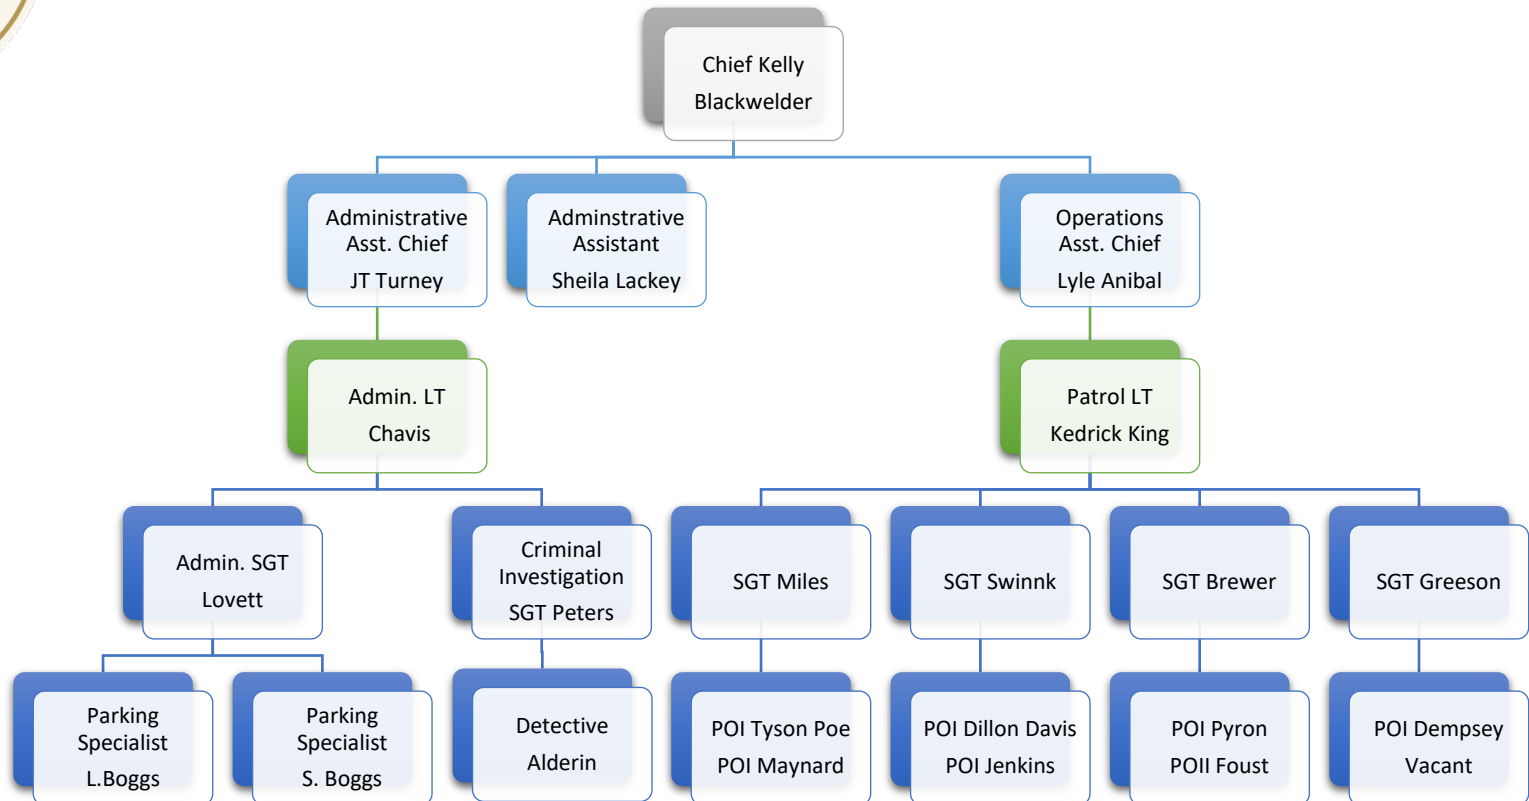 Chief Kelly
Blackwelder
Administrative
Asst. Chief
JT Turney
Adminstrative
Assistant
Sheila Lackey
Operations
Asst. Chief
Lyle Anibal
Admin. LT
Chavis
Patrol LT
Kedrick King
Admin. SGT
Lovett
Criminal
Investigation
SGT Peters
SGT Miles
SGT Swinnk
SGT Brewer
SGT Greeson
Parking
Specialist
L.Boggs
Parking
Specialist
S. Boggs
Detective
Alderin
POI Tyson Poe
POI Maynard
POI Dillon Davis
POI Jenkins
POI Pyron
POII Foust
POI Dempsey
Vacant